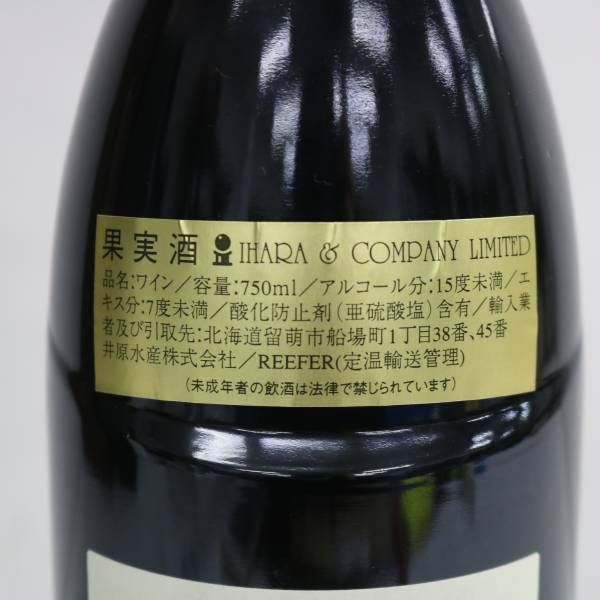 果実酒 IHARA & COMPANY LIMITED
品名:ワイン/容量:750ml/アルコール分:15度未満/エ
キス分:7度未満/酸化防止剤(亜硫酸塩)含有/輸入業
者及び引取先:北海道留萌市船場町1丁目38番、45番
井原水産株式会社/REEFER(定温輸送管理)
(未成年者の飲酒は法律で禁じられています)